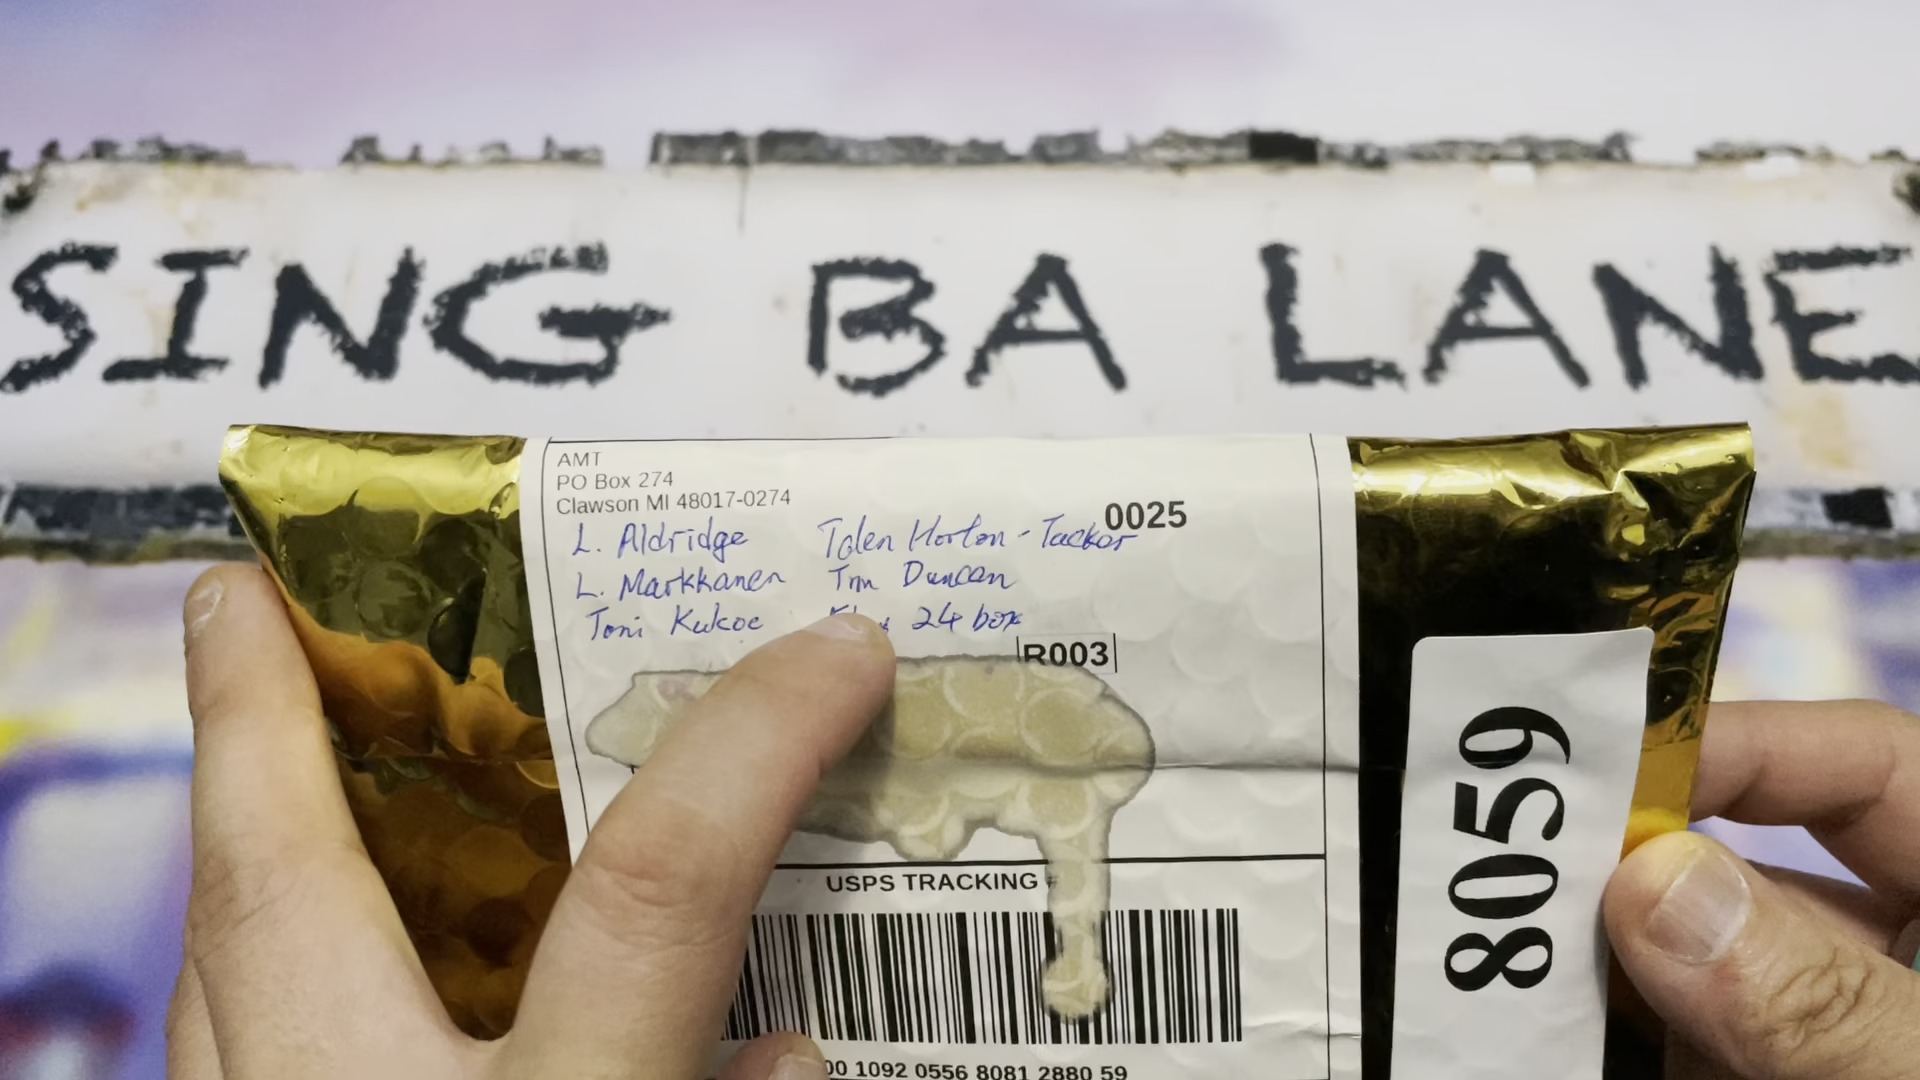 SING BA LANE
AMT
PO Box 274
Clawson MI 48017-0274
0025
L. Aldridge Talen Horton-Tucker
L. Markkanen Tim Duncan
Toni Kukoc 24 box
R003
USPS TRACKING
00 1092 0556 8081 2880 59
8059